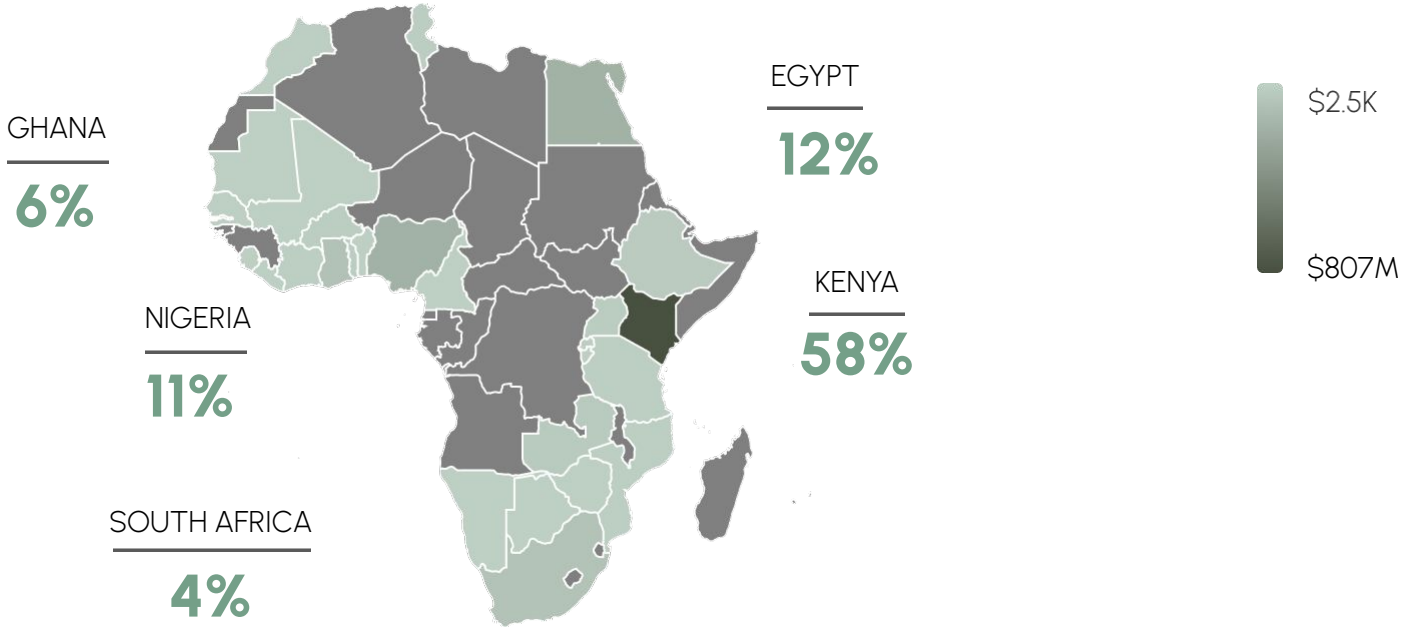 GHANA
6%
NIGERIA
11%
SOUTH AFRICA
4%
EGYPT
12%
KENYA
58%
$2.5K
$807M